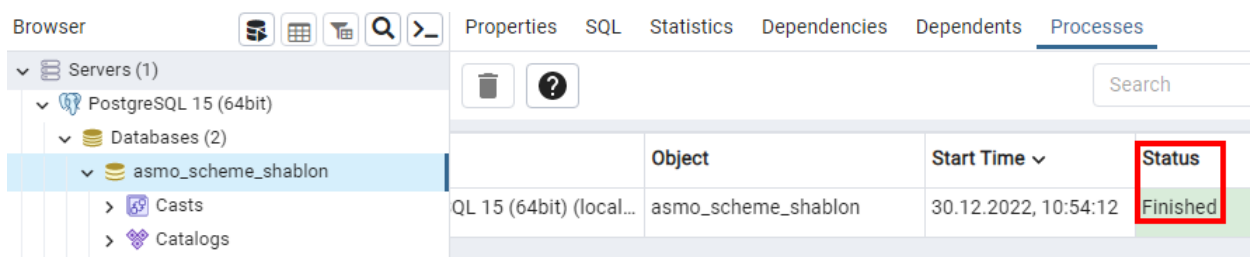 Browser
Properties SQL Statistics Dependencies Dependents Processes
Servers (1)
PostgreSQL 15 (64bit)
Search
Databases (2)
Object Start Time Status
asmo_scheme_shablon
Casts
QL 15 (64bit) (local... asmo_scheme_shablon 30.12.2022, 10:54:12 Finished
Catalogs